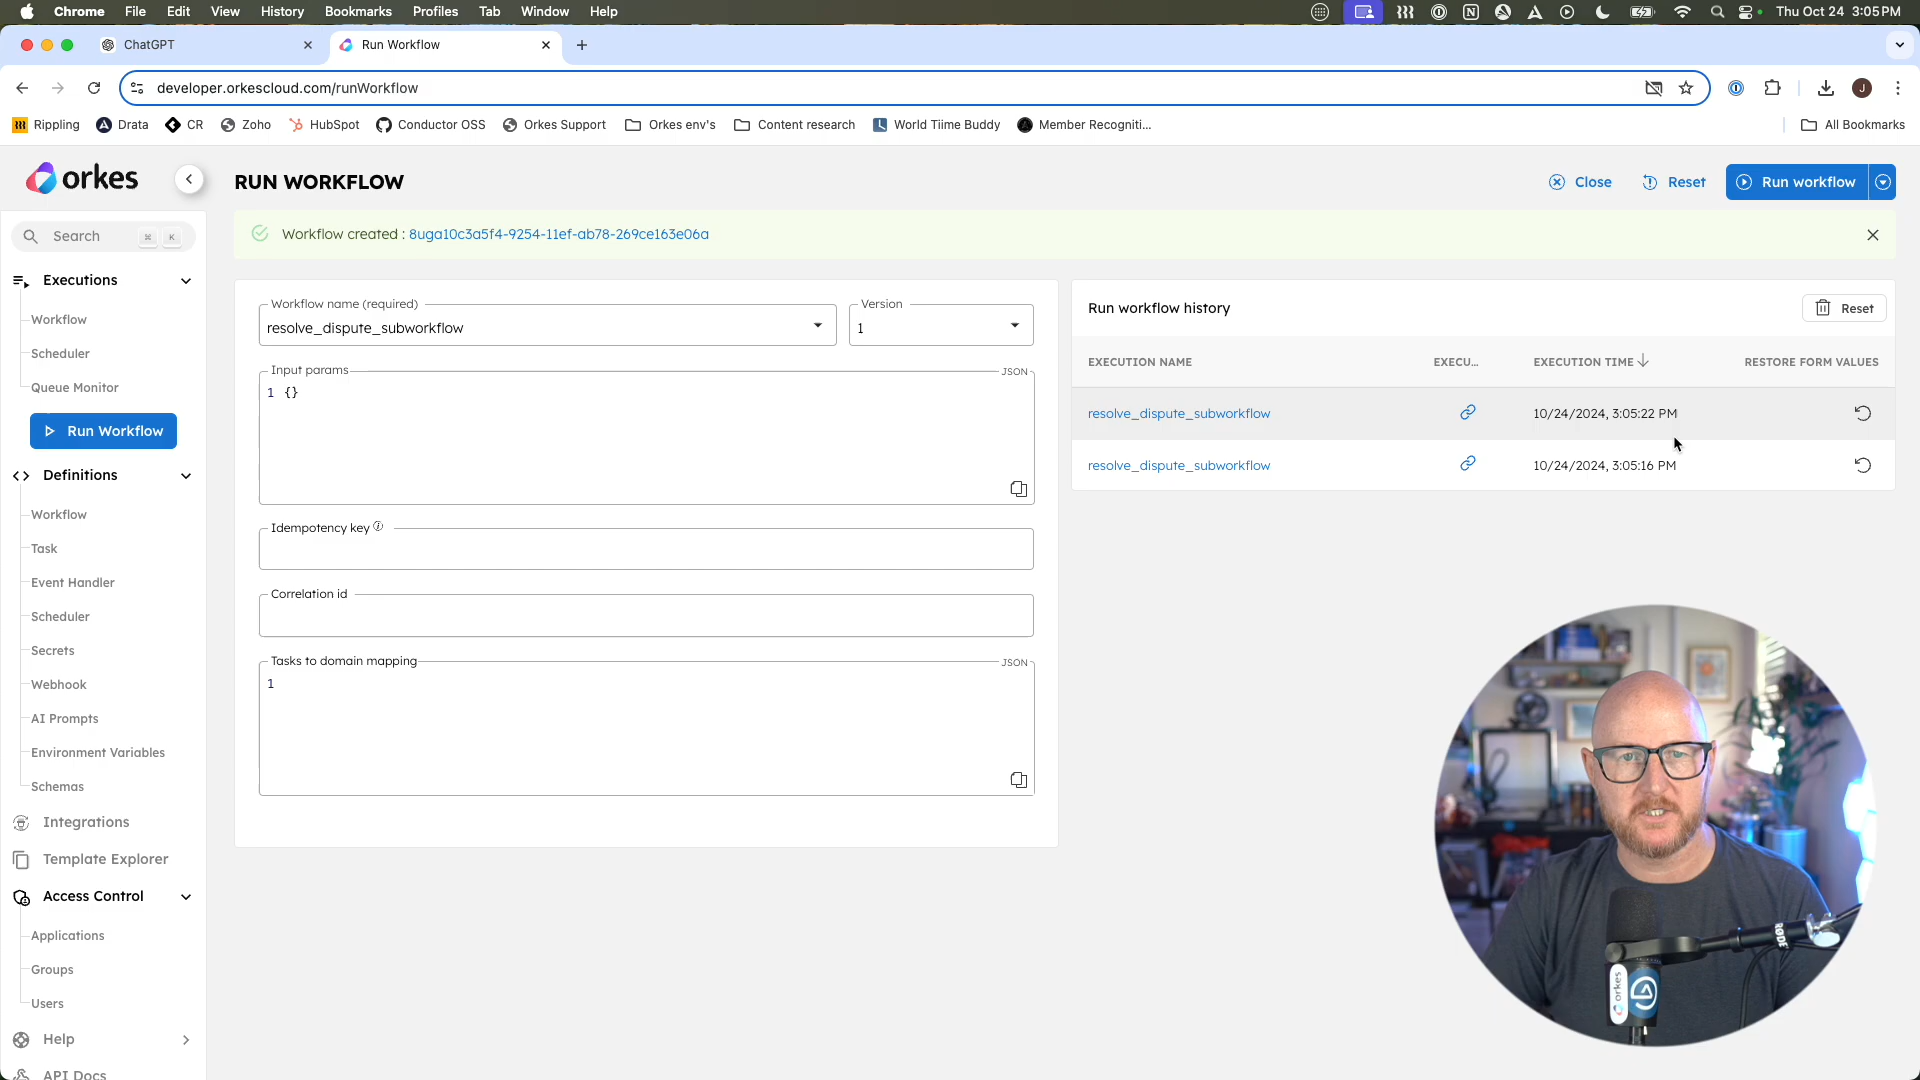 Chrome File Edit View History Bookmarks Profiles Tab Window Help Thu Oct 24 3:05 PM
ChatGPT
Run Workflow
developer.orkescloud.com/runWorkflow
J
Rippling Drata CR Zoho HubSpot Conductor OSS Orkes Support Orkes env's Content research World Tiime Buddy Member Recogniti... All Bookmarks
orkes
RUN WORKFLOW
Close Reset Run workflow
Search ⌘ K
Workflow created : 8uga10c3a5f4-9254-11ef-ab78-269ce163e06a
Executions
Workflow
Scheduler
Queue Monitor
Run Workflow
Definitions
Workflow
Task
Event Handler
Scheduler
Secrets
Webhook
AI Prompts
Environment Variables
Schemas
Integrations
Template Explorer
Access Control
Applications
Groups
Users
Help
API Docs
Workflow name (required)
resolve_dispute_subworkflow
Version
1
Input params
JSON
1 {}
Idempotency key
Correlation id
Tasks to domain mapping
JSON
1
Run workflow history
Reset
EXECUTION NAME EXECU... EXECUTION TIME RESTORE FORM VALUES
resolve_dispute_subworkflow 10/24/2024, 3:05:22 PM
resolve_dispute_subworkflow 10/24/2024, 3:05:16 PM
RØDE
orkes